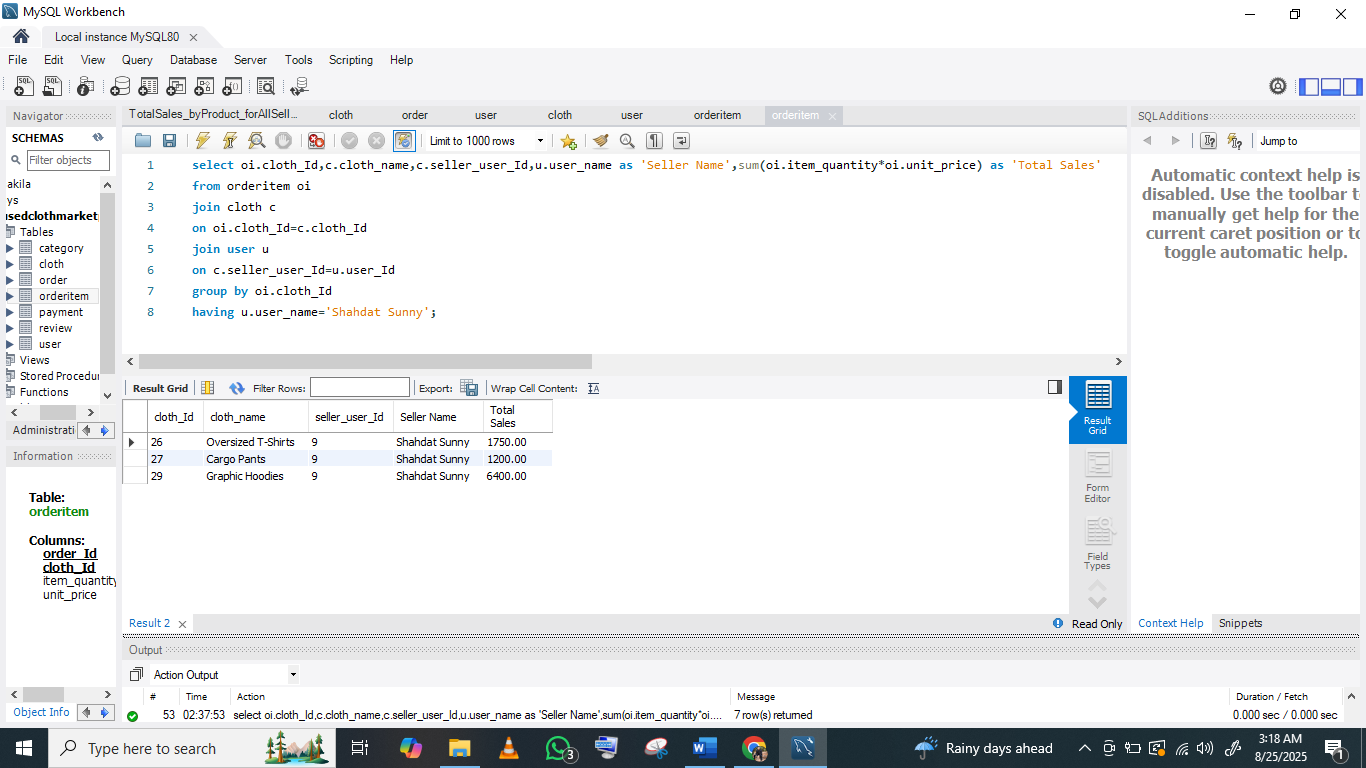 MySQL Workbench
Local instance MySQL80
File Edit View Query Database Server Tools Scripting Help
Navigator
SCHEMAS
Filter objects
akila
ys
usedclothmarket
Tables
category
cloth
order
orderitem
payment
review
user
Views
Stored Procedu
Functions
Administrati
Information
Table:
orderitem
Columns:
order_Id
cloth_Id
item_quantity
unit_price
Object Info
TotalSales_byProduct_forAllSell... cloth order user cloth user orderitem orderitem
Limit to 1000 rows
1 select oi.cloth_Id,c.cloth_name,c.seller_user_Id,u.user_name as 'Seller Name',sum(oi.item_quantity*oi.unit_price) as 'Total Sales'
2 from orderitem oi
3 join cloth c
4 on oi.cloth_Id=c.cloth_Id
5 join user u
6 on c.seller_user_Id=u.user_Id
7 group by oi.cloth_Id
8 having u.user_name='Shahdat Sunny';
Result Grid Filter Rows: Export: Wrap Cell Content:
cloth_Id cloth_name seller_user_Id Seller Name Total Sales
26 Oversized T-Shirts 9 Shahdat Sunny 1750.00
27 Cargo Pants 9 Shahdat Sunny 1200.00
29 Graphic Hoodies 9 Shahdat Sunny 6400.00
Result Grid
Form Editor
Field Types
Result 2
Read Only
SQLAdditions
Jump to
Automatic context help is
disabled. Use the toolbar t
manually get help for the
current caret position or to
toggle automatic help.
Context Help Snippets
Output
Action Output
# Time Action Message Duration / Fetch
53 02:37:53 select oi.cloth_Id,c.cloth_name,c.seller_user_Id,u.user_name as 'Seller Name',sum(oi.item_quantity*oi.... 7 row(s) returned 0.000 sec / 0.000 sec
Type here to search
3
Rainy days ahead
3:18 AM
8/25/2025
1